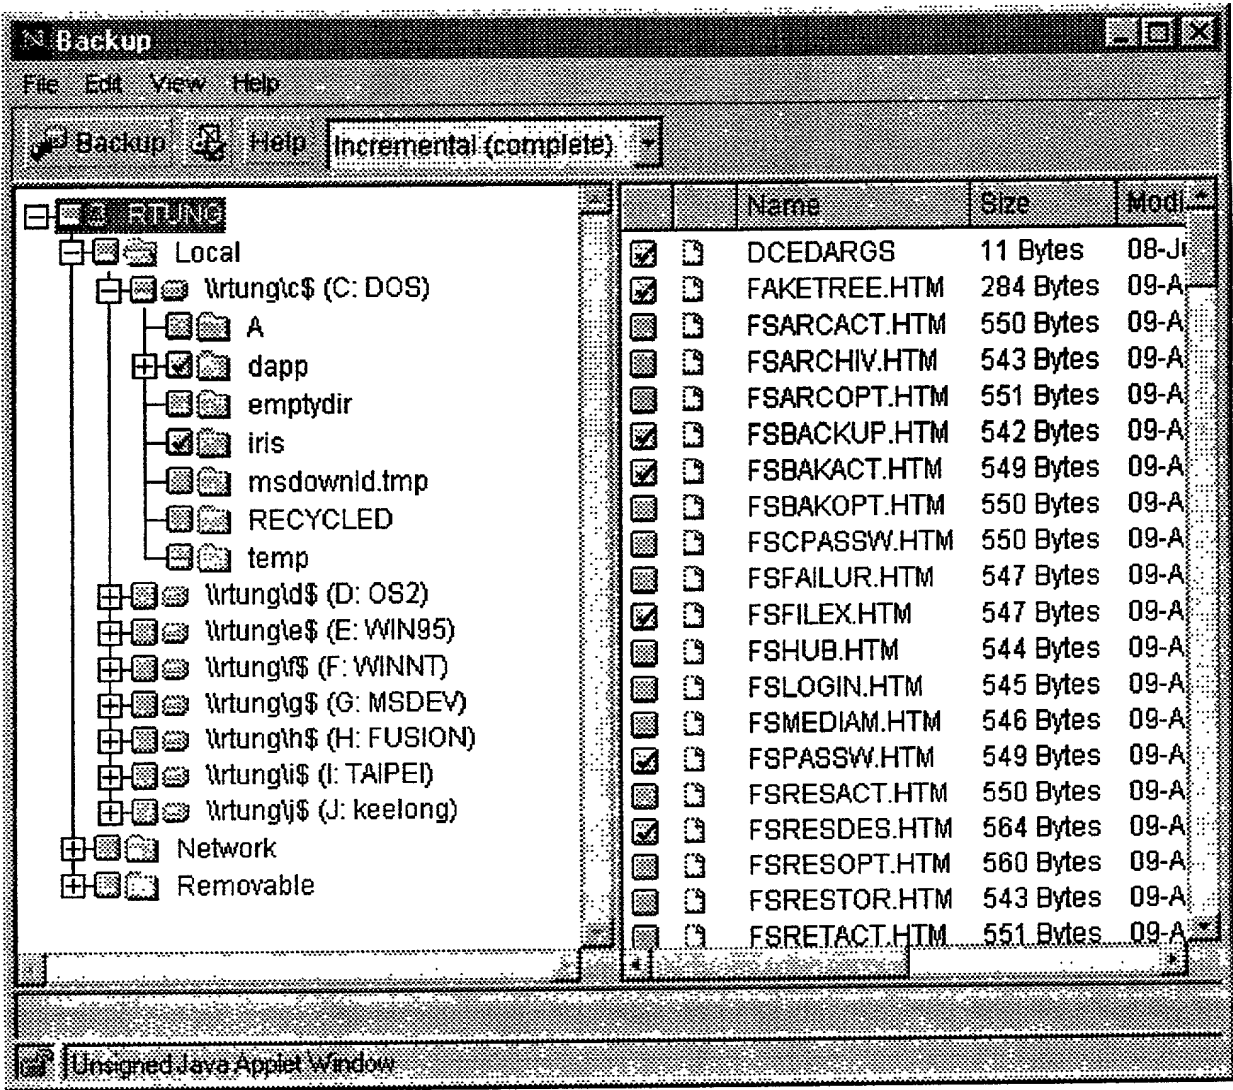 Backup
File Edit View Help
Backup Help Incremental (complete)
RTUNG
Local
\\rtung\c$ (C: DOS)
A
dapp
emptydir
iris
msdownld.tmp
RECYCLED
temp
\\rtung\d$ (D: OS2)
\\rtung\e$ (E: WIN95)
\\rtung\f$ (F: WINNT)
\\rtung\g$ (G: MSDEV)
\\rtung\h$ (H: FUSION)
\\rtung\i$ (I: TAIPEI)
\\rtung\j$ (J: keelong)
Network
Removable
Name Size Modi
DCEDARGS 11 Bytes 08-Ju
FAKETREE.HTM 284 Bytes 09-A
FSARCACT.HTM 550 Bytes 09-A
FSARCHIV.HTM 543 Bytes 09-A
FSARCOPT.HTM 551 Bytes 09-A
FSBACKUP.HTM 542 Bytes 09-A
FSBAKACT.HTM 549 Bytes 09-A
FSBAKOPT.HTM 550 Bytes 09-A
FSCPASSW.HTM 550 Bytes 09-A
FSFAILUR.HTM 547 Bytes 09-A
FSFILEX.HTM 547 Bytes 09-A
FSHUB.HTM 544 Bytes 09-A
FSLOGIN.HTM 545 Bytes 09-A
FSMEDIAM.HTM 546 Bytes 09-A
FSPASSW.HTM 549 Bytes 09-A
FSRESACT.HTM 550 Bytes 09-A
FSRESDES.HTM 564 Bytes 09-A
FSRESOPT.HTM 560 Bytes 09-A
FSRESTOR.HTM 543 Bytes 09-A
FSRETACT.HTM 551 Bytes 09-A
Unsigned Java Applet Window